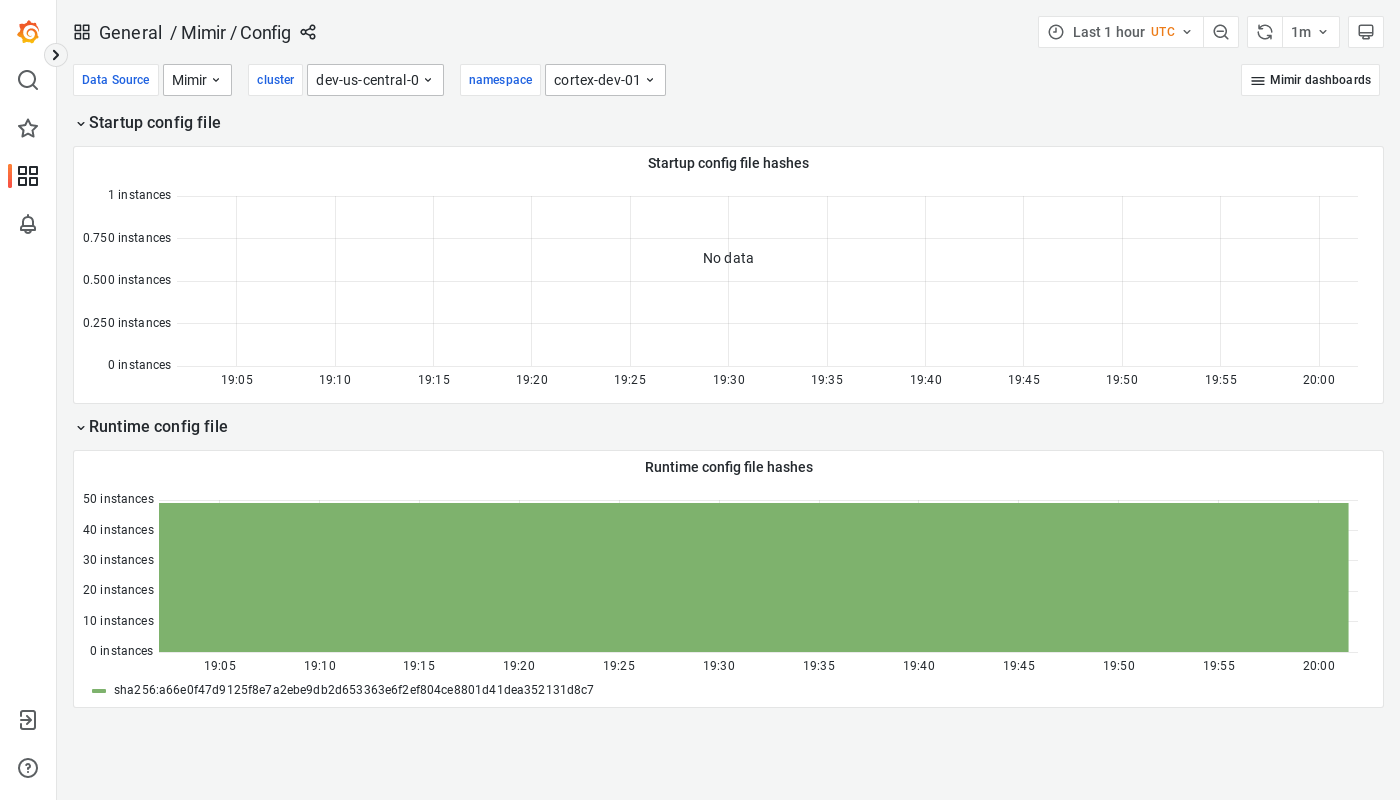 General / Mimir / Config
Last 1 hour UTC
1m
Data Source Mimir
cluster dev-us-central-0
namespace cortex-dev-01
Mimir dashboards
Startup config file
Startup config file hashes
1 instances
0.750 instances
0.500 instances
0.250 instances
0 instances
No data
19:05 19:10 19:15 19:20 19:25 19:30 19:35 19:40 19:45 19:50 19:55 20:00
Runtime config file
Runtime config file hashes
50 instances
40 instances
30 instances
20 instances
10 instances
0 instances
19:05 19:10 19:15 19:20 19:25 19:30 19:35 19:40 19:45 19:50 19:55 20:00
sha256:a66e0f47d9125f8e7a2ebe9db2d653363e6f2ef804ce8801d41dea352131d8c7